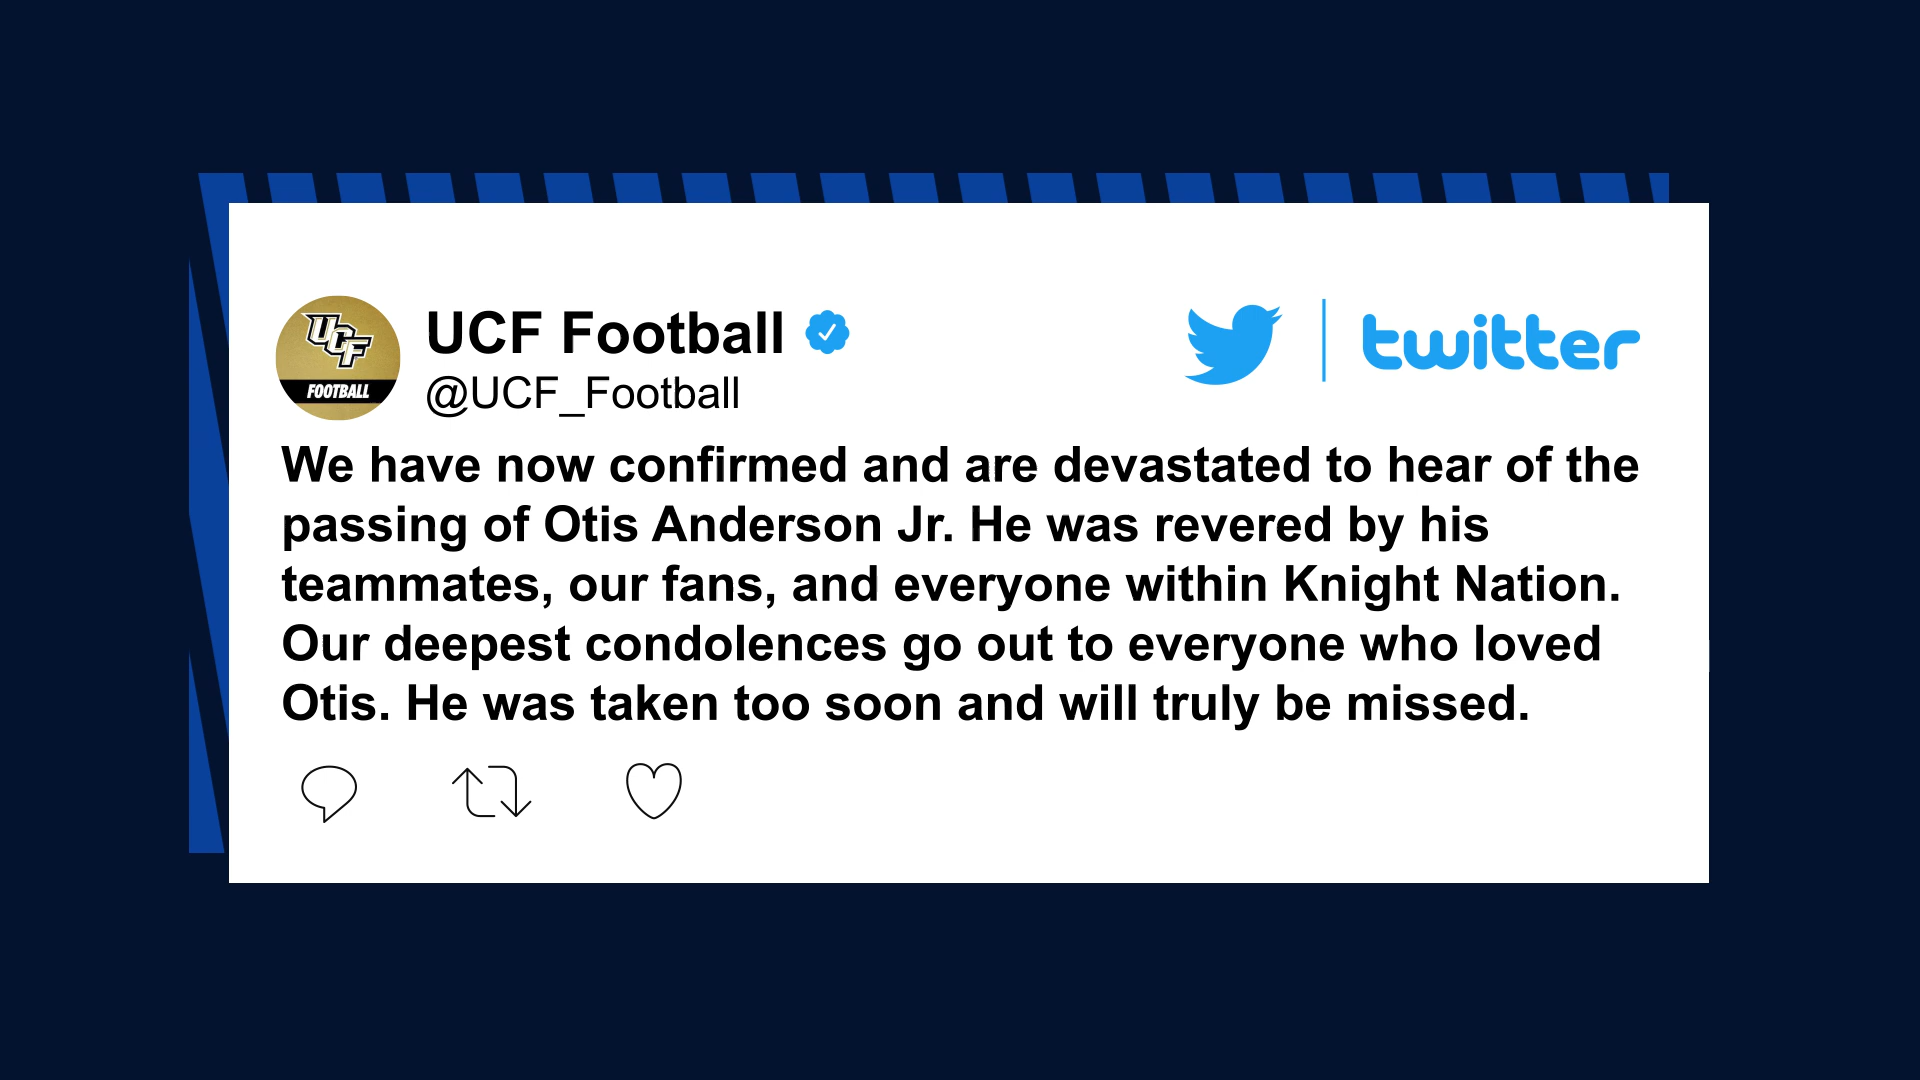 UCF Football
twitter
@UCF_Football
UCF
FOOTBALL
We have now confirmed and are devastated to hear of the
passing of Otis Anderson Jr. He was revered by his
teammates, our fans, and everyone within Knight Nation.
Our deepest condolences go out to everyone who loved
Otis. He was taken too soon and will truly be missed.